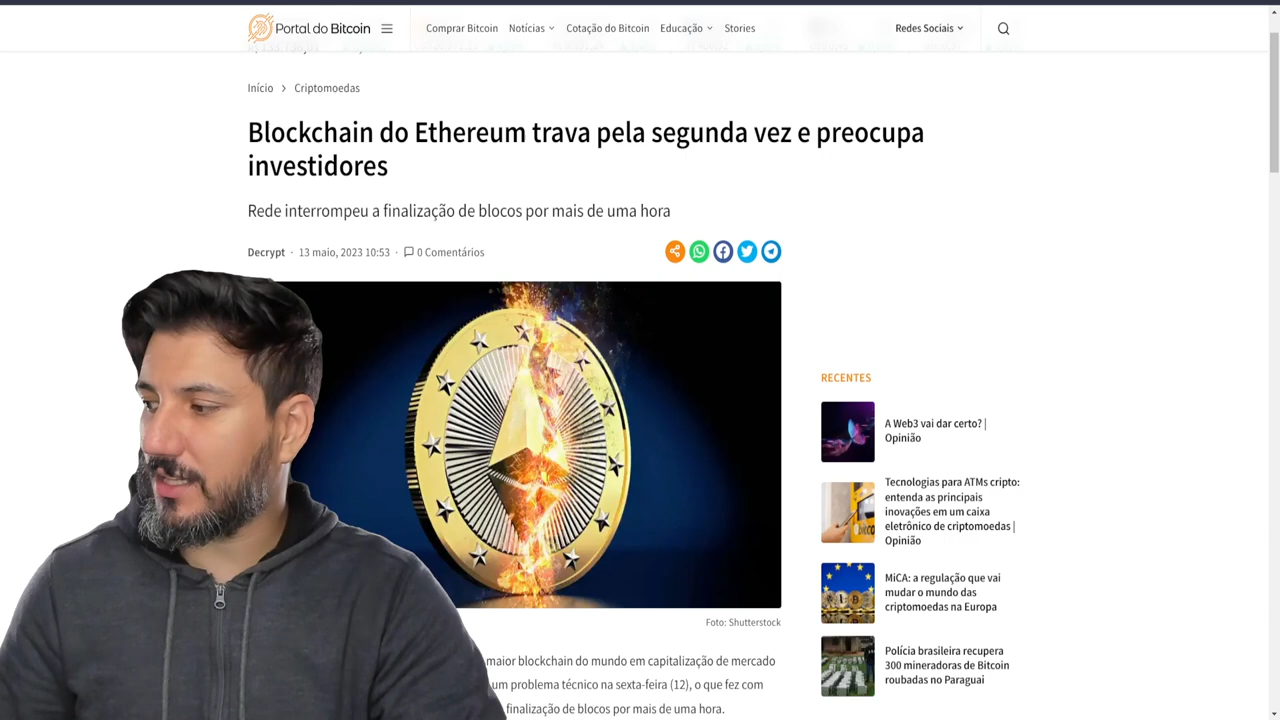 Portal do Bitcoin
Comprar Bitcoin Notícias Cotação do Bitcoin Educação Stories
Redes Sociais
Início > Criptomoedas
Blockchain do Ethereum trava pela segunda vez e preocupa
investidores
Rede interrompeu a finalização de blocos por mais de uma hora
Decrypt · 13 maio, 2023 10:53 · 0 Comentários
Foto: Shutterstock
maior blockchain do mundo em capitalização de mercado
um problema técnico na sexta-feira (12), o que fez com
finalização de blocos por mais de uma hora.
RECENTES
A Web3 vai dar certo? |
Opinião
Tecnologias para ATMs cripto:
entenda as principais
inovações em um caixa
eletrônico de criptomoedas |
Opinião
MiCA: a regulação que vai
mudar o mundo das
criptomoedas na Europa
Polícia brasileira recupera
300 mineradoras de Bitcoin
roubadas no Paraguai